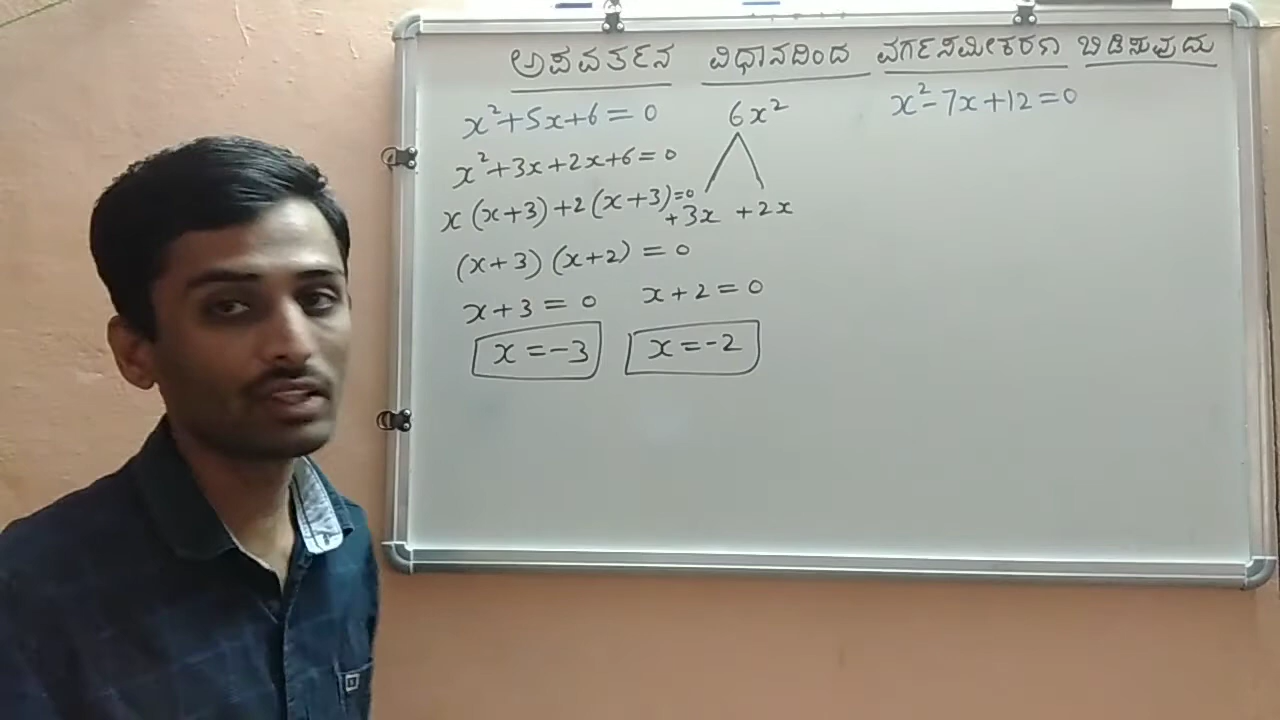 ಅಪವರ್ತನ ವಿಧಾನದಿಂದ ವರ್ಗಸಮೀಕರಣ ಬಿಡಿಸುವುದು
x²+5x+6=0
x²+3x+2x+6=0
x(x+3)+2(x+3)=0
(x+3)(x+2)=0
x+3=0 x+2=0
x=-3 x=-2
6x²
+3x +2x
x²-7x+12=0